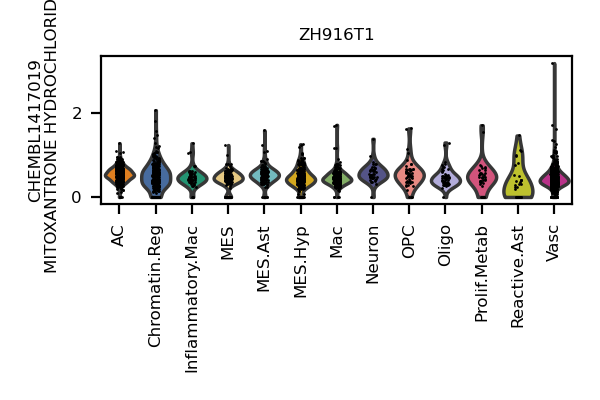 ZH916T1
CHEMBL1417019
MITOXANTRONE HYDROCHLORID
2
0
AC
Chromatin.Reg
Inflammatory.Mac
MES
MES.Ast
MES.Hyp
Mac
Neuron
OPC
Oligo
Prolif.Metab
Reactive.Ast
Vasc